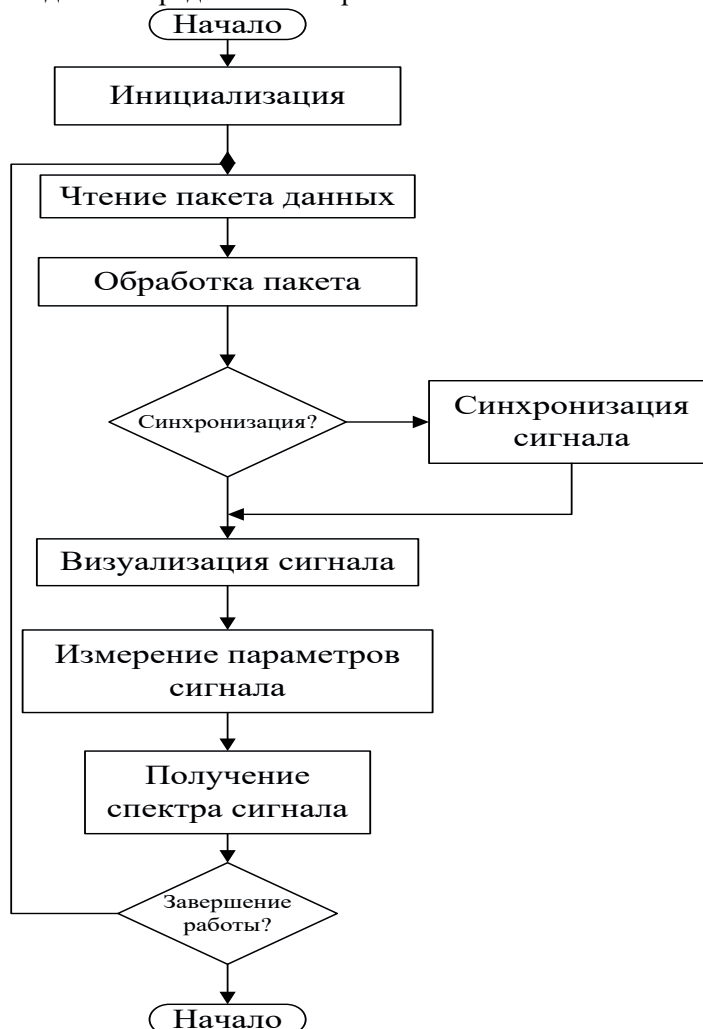 Начало
Инициализация
Чтение пакета данных
Обработка пакета
Синхронизация?
Синхронизация
сигнала
Визуализация сигнала
Измерение параметров
сигнала
Получение
спектра сигнала
Завершение
работы?
Начало